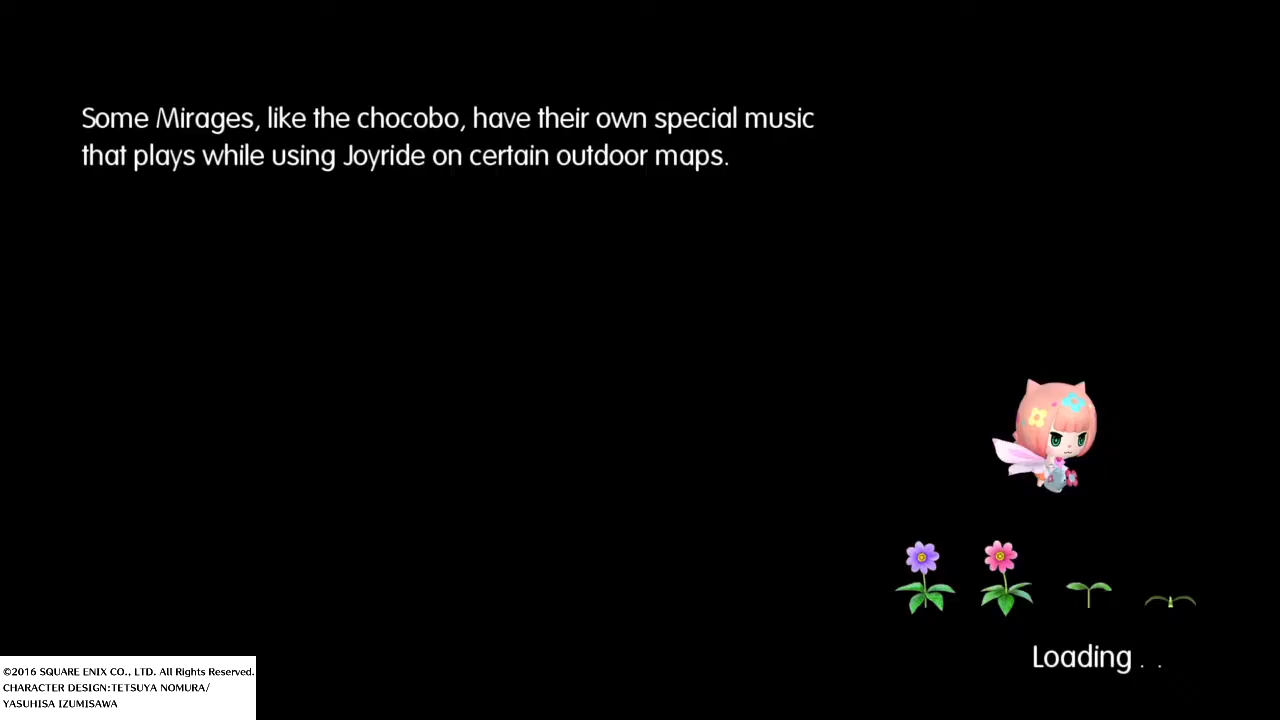 Some Mirages, like the chocobo, have their own special music
that plays while using Joyride on certain outdoor maps.
Loading . .
©2016 SQUARE ENIX CO., LTD. All Rights Reserved.
CHARACTER DESIGN:TETSUYA NOMURA/
YASUHISA IZUMISAWA